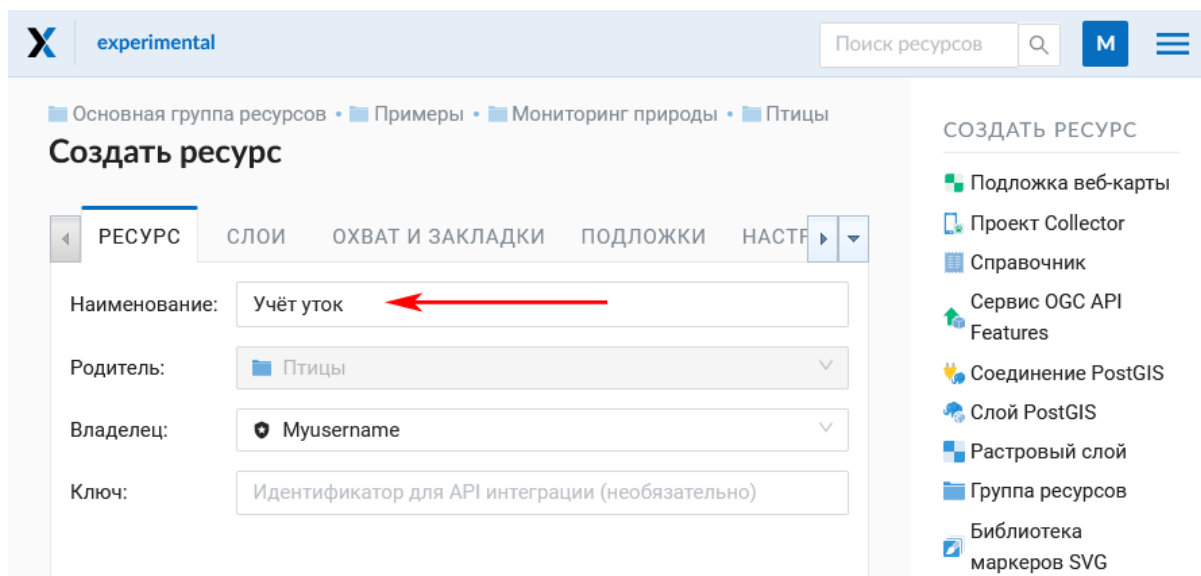 experimental
Поиск ресурсов
M
Основная группа ресурсов • Примеры • Мониторинг природы • Птицы
Создать ресурс
РЕСУРС СЛОИ ОХВАТ И ЗАКЛАДКИ ПОДЛОЖКИ НАСТР
Наименование: Учёт уток
Родитель: Птицы
Владелец: Myusername
Ключ: Идентификатор для API интеграции (необязательно)
СОЗДАТЬ РЕСУРС
Подложка веб-карты
Проект Collector
Справочник
Сервис OGC API
Features
Соединение PostGIS
Слой PostGIS
Растровый слой
Группа ресурсов
Библиотека
маркеров SVG